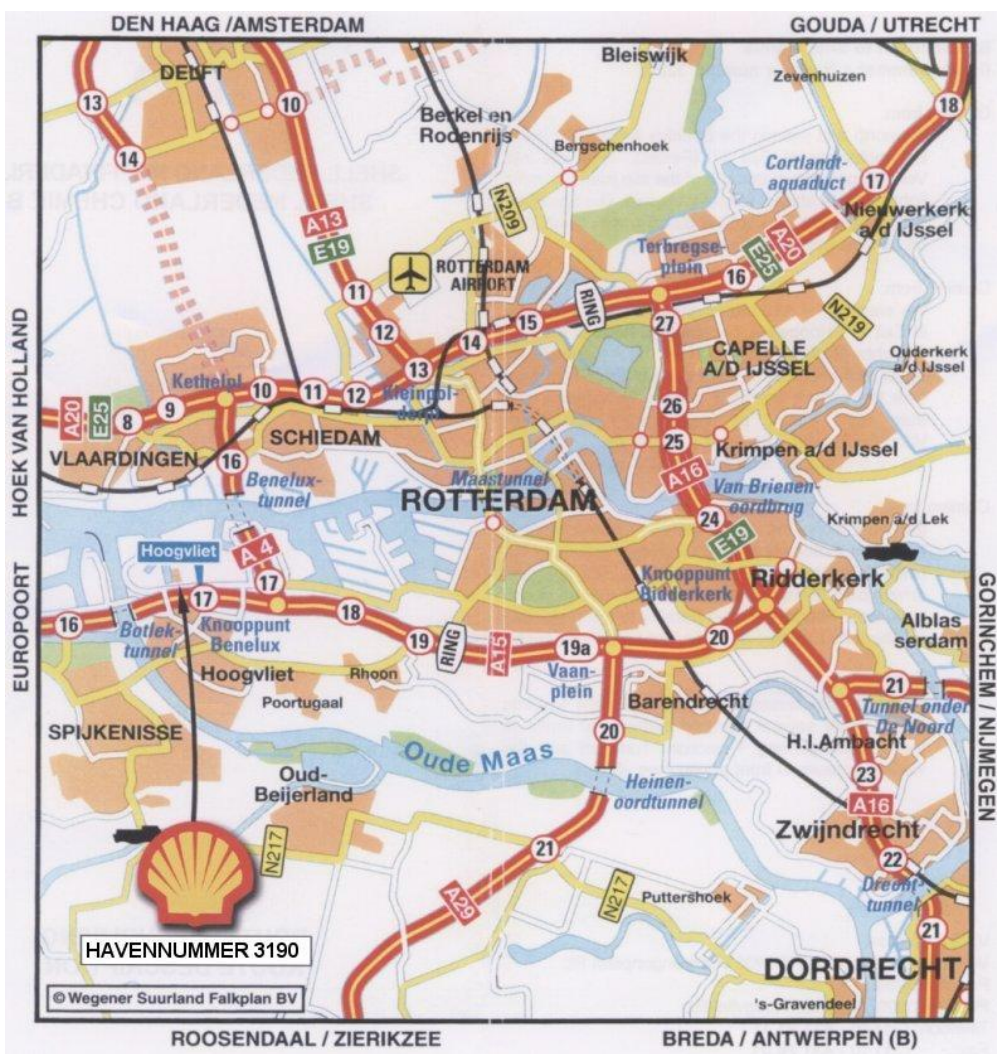 DEN HAAG / AMSTERDAM
GOUDA / UTRECHT
DELFT
Bleiswijk
Zevenhuizen
13
10
18
Berkel en
Rodenrijs
14
Bergschenhoek
Cortlandt-
aquaduct
17
N209
A13
E19
Nieuwerkerk
a/d IJssel
Terbregse-
plein
16
E25
A20
ROTTERDAM
AIRPORT
11
RING
15
27
N219
12
14
13
CAPELLE
A/D IJSSEL
Ouderkerk
a/d IJssel
Kethelpl
10
11
12
Kleinpol-
derpl
A20
E25
8
9
26
SCHIEDAM
25
Krimpen a/d IJssel
VLAARDINGEN
16
Benelux-
tunnel
Maastunnel
A16
ROTTERDAM
Van Brienen-
oordbrug
24
Krimpen a/d Lek
E19
HOEK VAN HOLLAND
Hoogvliet
A 4
17
Knooppunt
Ridderkerk
Ridderkerk
EUROPOORT
16
17
18
Botlek-
tunnel
Knooppunt
Benelux
19
RING
A15
19a
20
Alblas
serdam
GORINCHEM / NIJMEGEN
Hoogvliet
Rhoon
Vaan-
plein
Poortugaal
Barendrecht
21
Tunnel onder
De Noord
SPIJKENISSE
20
H.I.Ambacht
Oude Maas
Oud-
Beijerland
Heinen-
oordtunnel
23
A16
Zwijndrecht
N217
21
22
Drecht-
tunnel
A29
N217
Puttershoek
21
HAVENNUMMER 3190
DORDRECHT
© Wegener Suurland Falkplan BV
's-Gravendeel
ROOSENDAAL / ZIERIKZEE
BREDA / ANTWERPEN (B)